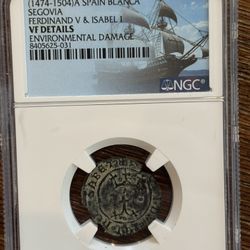 (1474-1504)A SPAIN BLANCA
SEGOVIA
FERDINAND V & ISABEL I
VF DETAILS
ENVIRONMENTAL DAMAGE
8405625-031
NGC